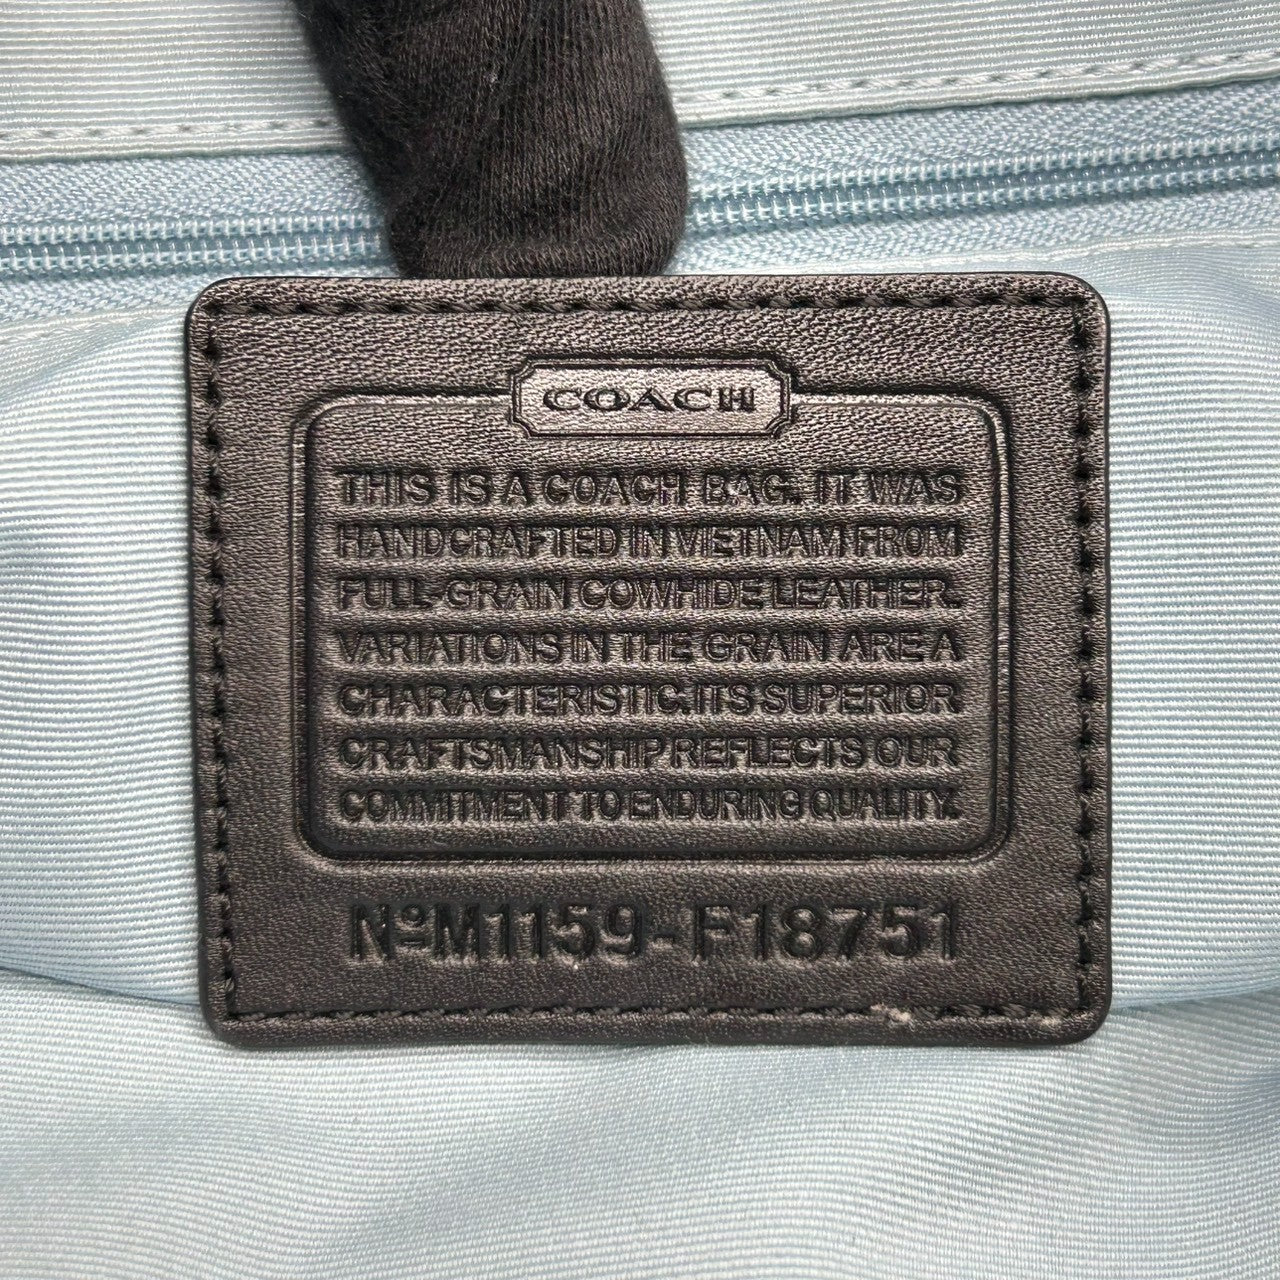 COACH
THIS IS A COACH BAG. IT WAS
HANDCRAFTED IN VIETNAM FROM
FULL-GRAIN COWHIDE LEATHER.
VARIATIONS IN THE GRAIN ARE A
CHARACTERISTIC. ITS SUPERIOR
CRAFTSMANSHIP REFLECTS OUR
COMMITMENT TO ENDURING QUALITY.
NºM1159-F18751